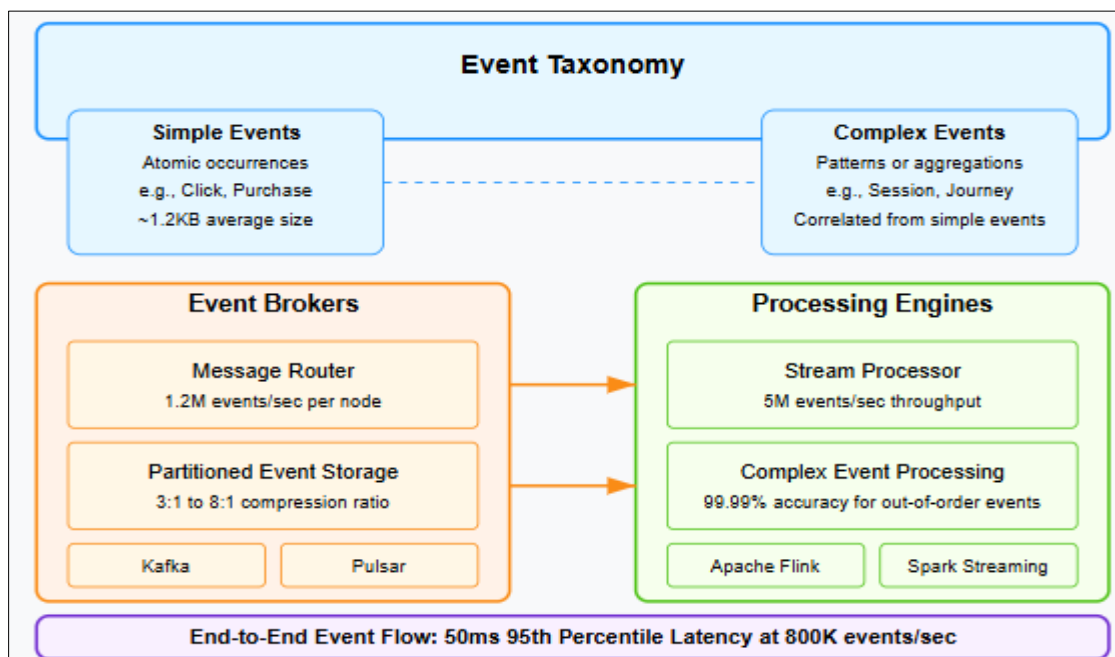 Event Taxonomy
Simple Events
Atomic occurrences
e.g., Click, Purchase
~1.2KB average size
Complex Events
Patterns or aggregations
e.g., Session, Journey
Correlated from simple events
Event Brokers
Message Router
1.2M events/sec per node
Partitioned Event Storage
3:1 to 8:1 compression ratio
Kafka
Pulsar
Processing Engines
Stream Processor
5M events/sec throughput
Complex Event Processing
99.99% accuracy for out-of-order events
Apache Flink
Spark Streaming
End-to-End Event Flow: 50ms 95th Percentile Latency at 800K events/sec